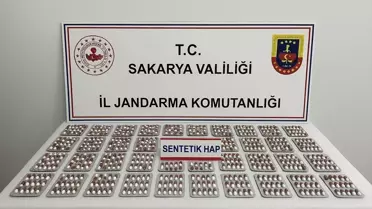 T.C.
SAKARYA VALİLİĞİ
İL JANDARMA KOMUTANLIĞI
SENTETİK HAP